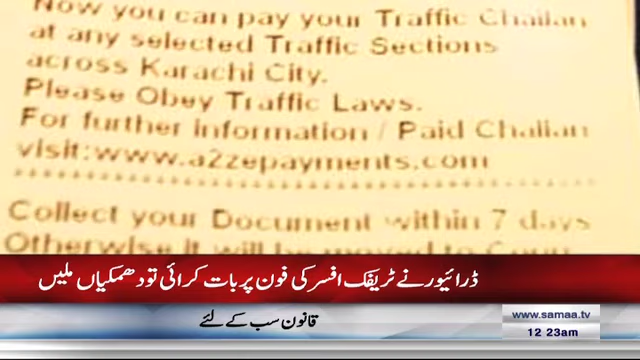 Now you can pay your Traffic Challan
at any selected Traffic Sections
across Karachi City.
Please Obey Traffic Laws.
For further information / Paid Challan
visit:www.a2zepayments.com
Collect your Document within 7 days
Otherwise it will be moved to Court
ڈرائیور نے ٹریفک افسر کی فون پر بات کرائی تو دھمکیاں ملیں
قانون سب کے لئے
www.samaa.tv
12 23am